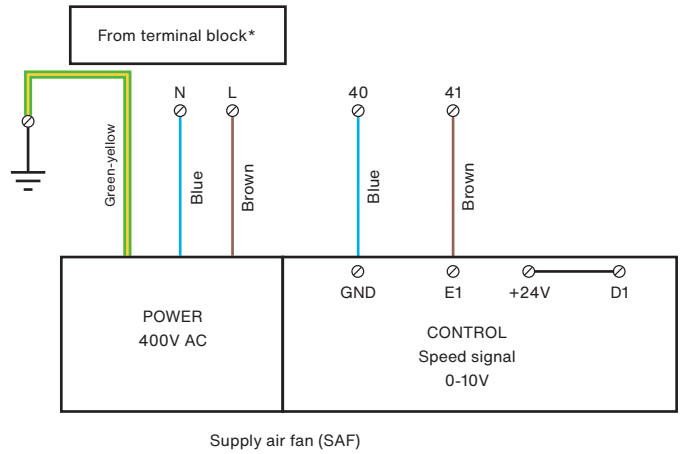 From terminal block*
N
L
40
41
Green-yellow
Blue
Brown
Blue
Brown
GND
E1
+24V
D1
POWER
400V AC
CONTROL
Speed signal
0-10V
Supply air fan (SAF)